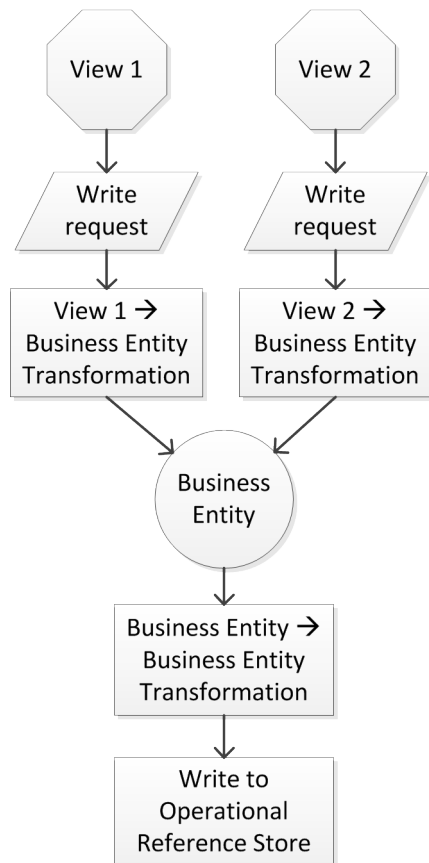 View 1
View 2
Write
request
Write
request
View 1 →
Business Entity
Transformation
View 2 →
Business Entity
Transformation
Business
Entity
Business Entity →
Business Entity
Transformation
Write to
Operational
Reference Store